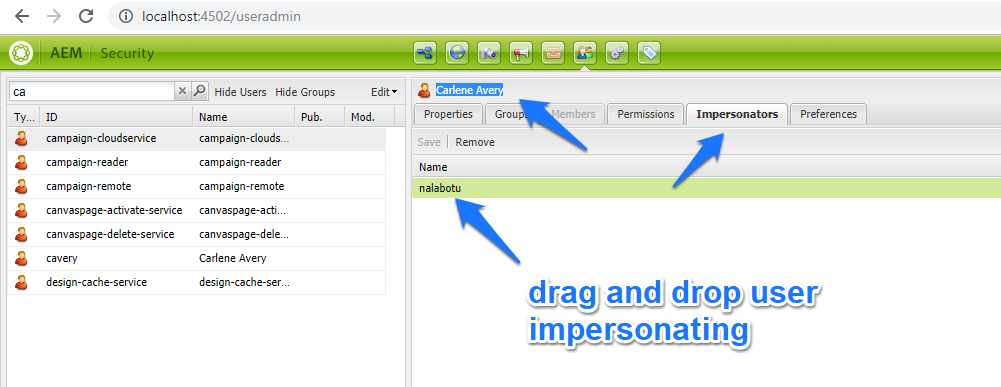 localhost:4502/useradmin
AEM Security
ca Hide Users Hide Groups Edit
Ty... ID Name Pub. Mod.
campaign-cloudservice campaign-clouds...
campaign-reader campaign-reader
campaign-remote campaign-remote
canvaspage-activate-service canvaspage-acti...
canvaspage-delete-service canvaspage-dele...
cavery Carlene Avery
design-cache-service design-cache-ser...
Carlene Avery
Properties Groups Members Permissions Impersonators Preferences
Save Remove
Name
nalabotu
drag and drop user
impersonating